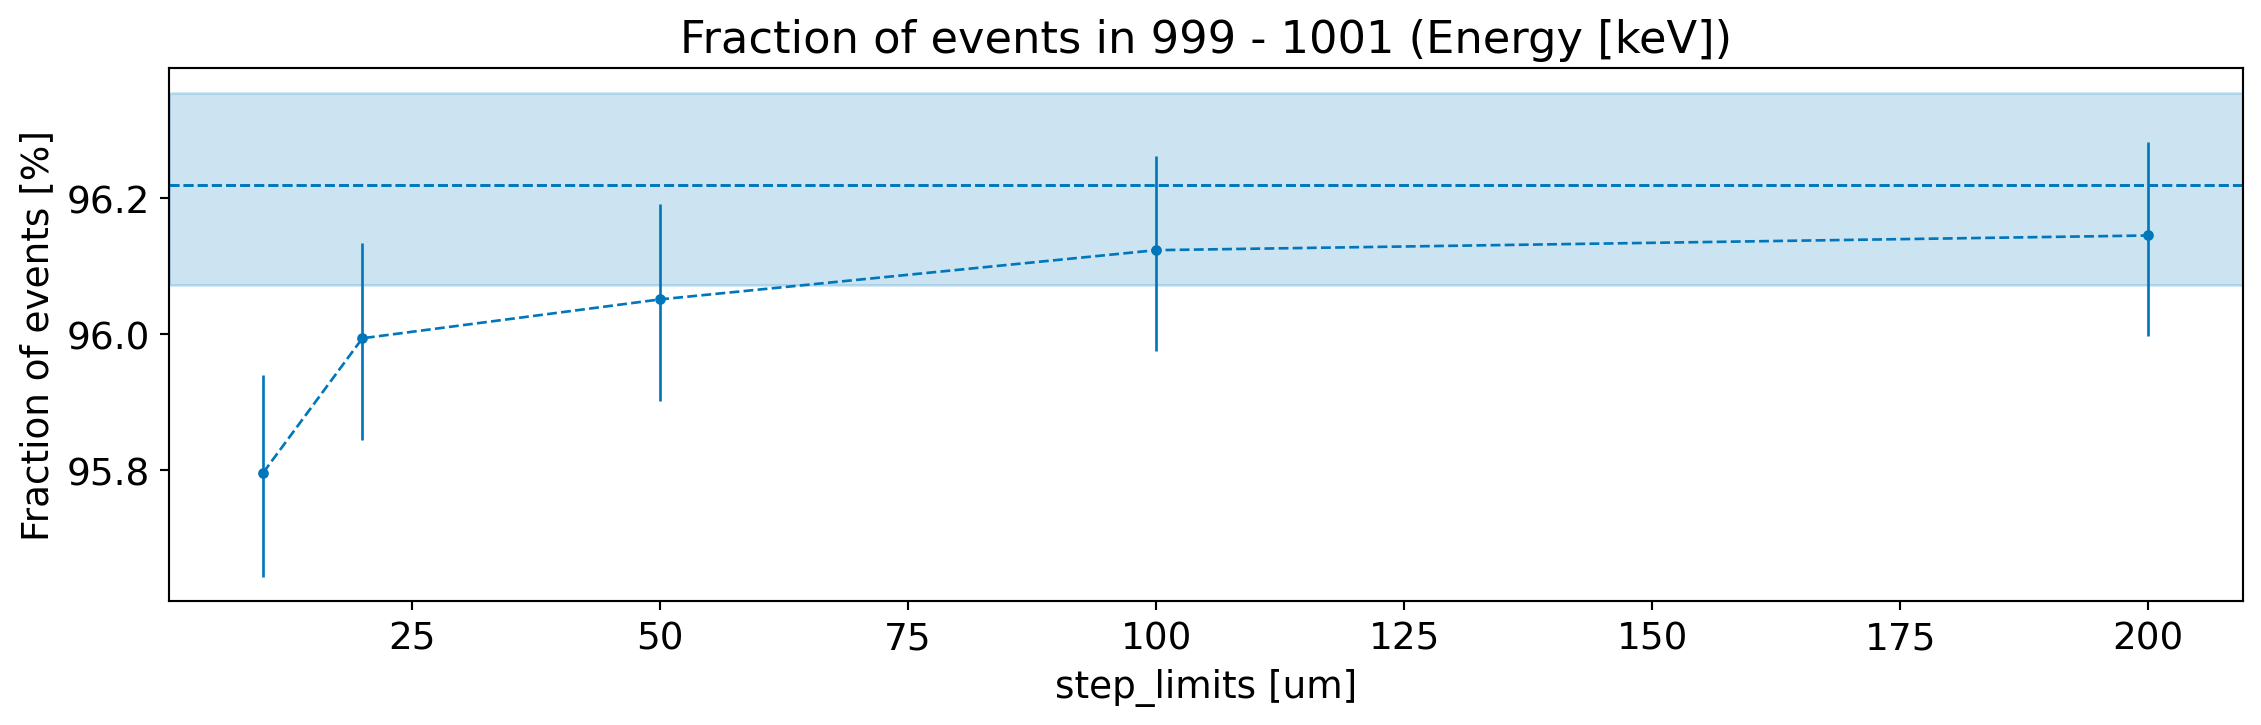 Fraction of events in 999 - 1001 (Energy [keV])
Fraction of events [%]
96.2
96.0
95.8
25 50 75 100 125 150 175 200
step_limits [um]